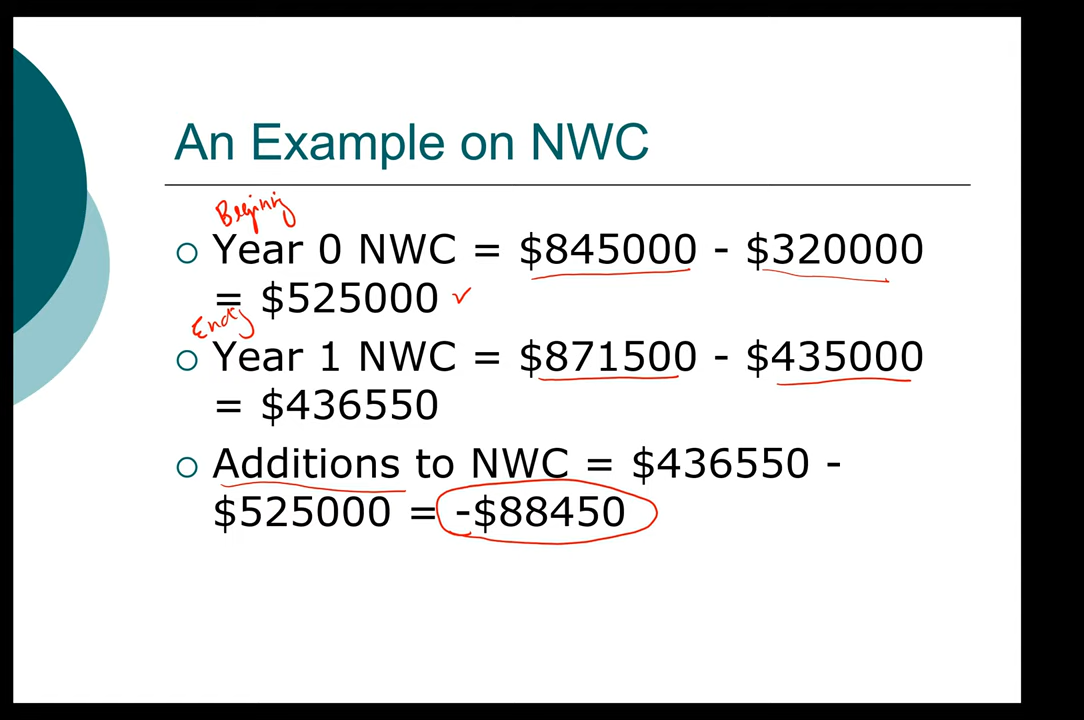 An Example on NWC
Begining
Year 0 NWC = $845000 - $320000
= $525000 ✓
Ending
Year 1 NWC = $871500 - $435000
= $436550
Additions to NWC = $436550 -
$525000 = -$88450